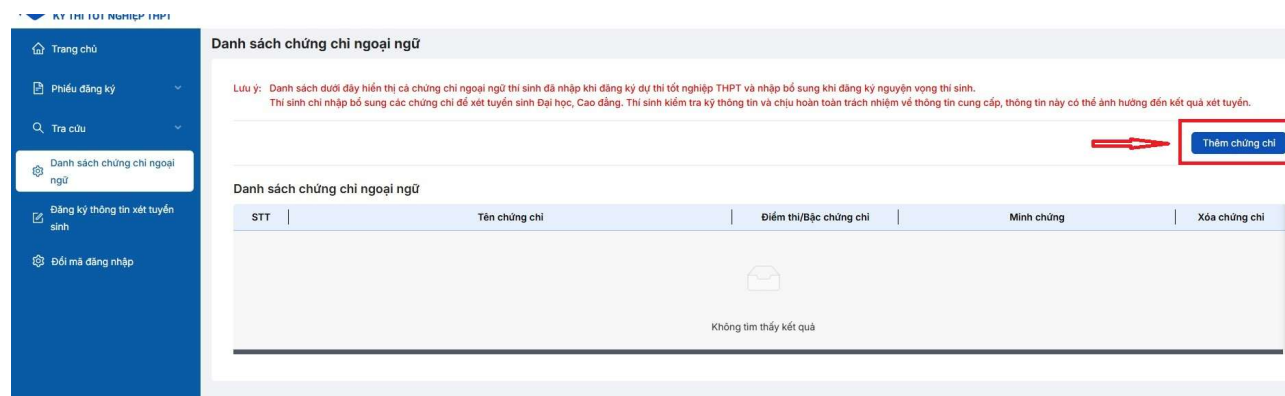 KỲ THI TỐT NGHIỆP THPT
Trang chủ
Phiếu đăng ký
Tra cứu
Danh sách chứng chỉ ngoại
ngữ
Đăng ký thông tin xét tuyển
sinh
Đổi mã đăng nhập
Danh sách chứng chỉ ngoại ngữ
Lưu ý: Danh sách dưới đây hiển thị cả chứng chỉ ngoại ngữ thí sinh đã nhập khi đăng ký dự thi tốt nghiệp THPT và nhập bổ sung khi đăng ký nguyện vọng thí sinh.
Thí sinh chỉ nhập bổ sung các chứng chỉ để xét tuyển sinh Đại học, Cao đẳng. Thí sinh kiểm tra kỹ thông tin và chịu hoàn toàn trách nhiệm về thông tin cung cấp, thông tin này có thể ảnh hưởng đến kết quả xét tuyển.
Thêm chứng chỉ
Danh sách chứng chỉ ngoại ngữ
STT Tên chứng chỉ Điểm thi/Bậc chứng chỉ Minh chứng Xóa chứng chỉ
Không tìm thấy kết quả